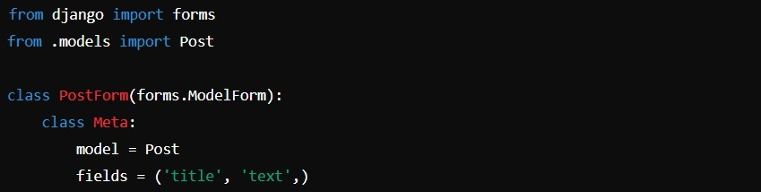 from django import forms
from .models import Post

class PostForm(forms.ModelForm):
    class Meta:
        model = Post
        fields = ('title', 'text',)